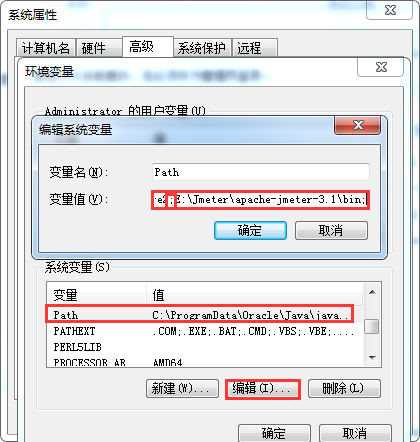 系统属性
计算机名 硬件 高级 系统保护 远程
环境变量
Administrator 的用户变量(U)
编辑系统变量
变量名(N): Path
变量值(V): re2;E:\Jmeter\apache-jmeter-3.1\bin;
确定 取消
系统变量(S)
变量 值
Path C:\ProgramData\Oracle\Java\java...
PATHEXT .COM;.EXE;.BAT;.CMD;.VBS;.VBE;....
PERL5LIB
PROCESSOR_AR AMD64
新建(W)... 编辑(I)... 删除(L)
确定 取消